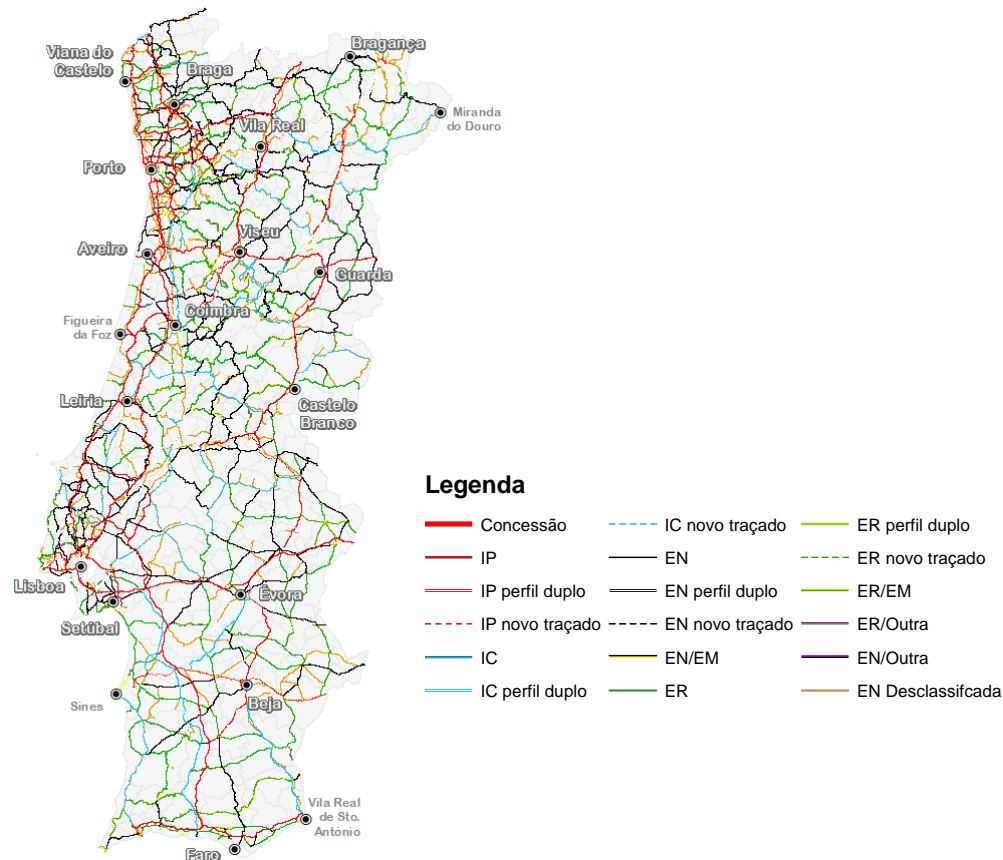 Bragança
Viana do
Castelo
Braga
Miranda
do Douro
Vila Real
Porto
Viseu
Aveiro
Guarda
Coimbra
Figueira
da Foz
Leiria
Castelo
Branco
Lisboa
Évora
Setúbal
Sines
Beja
Vila Real
de Sto.
António
Faro
Legenda
Concessão
IP
IP perfil duplo
IP novo traçado
IC
IC perfil duplo
IC novo traçado
EN
EN perfil duplo
EN novo traçado
EN/EM
ER
ER perfil duplo
ER novo traçado
ER/EM
ER/Outra
EN/Outra
EN Desclassifcada